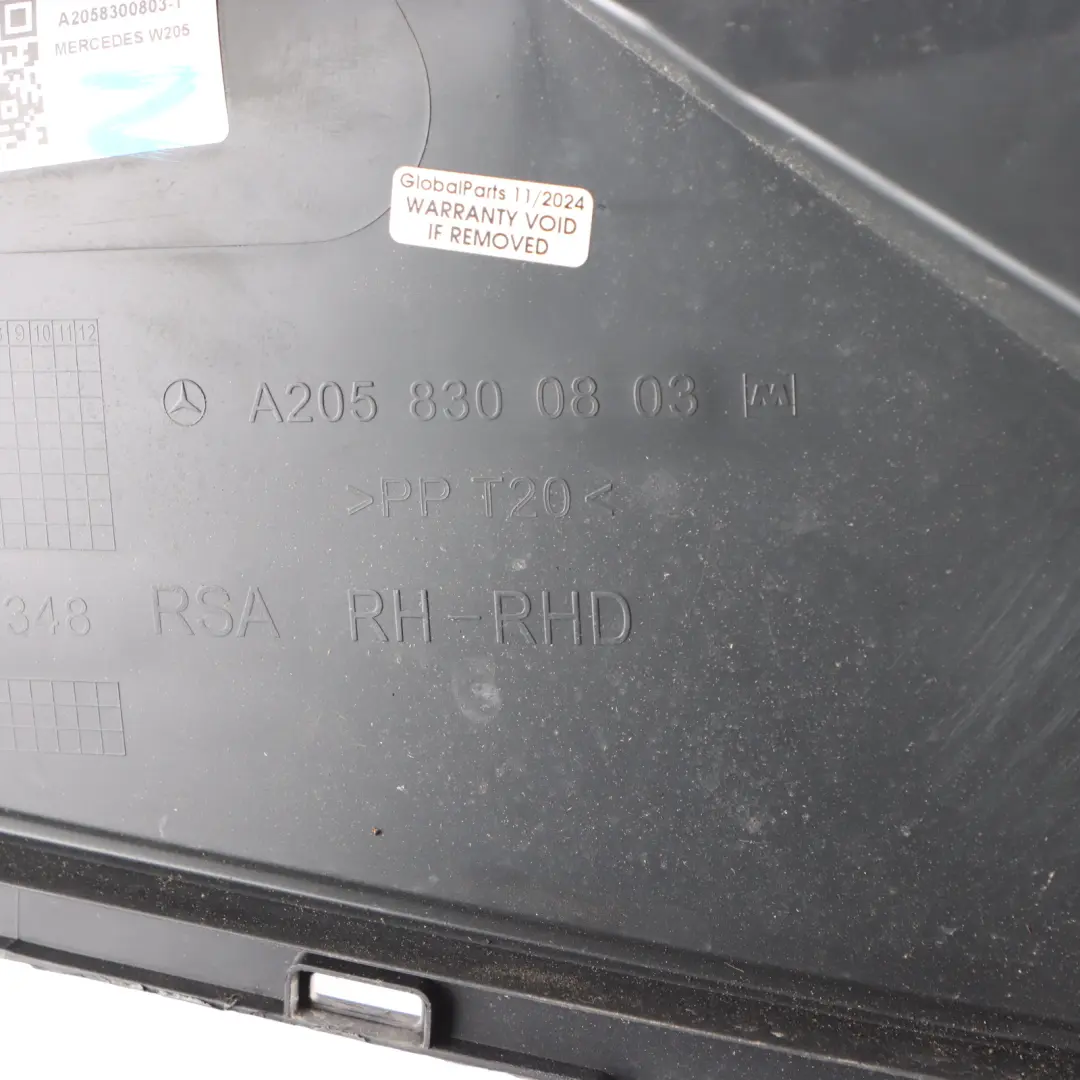 A2058300803-1
MERCEDES W205
GlobalParts 11/2024
WARRANTY VOID
IF REMOVED
9 10 11 12
A205 830 08 03
>PP T20<
348 RSA RH-RHD